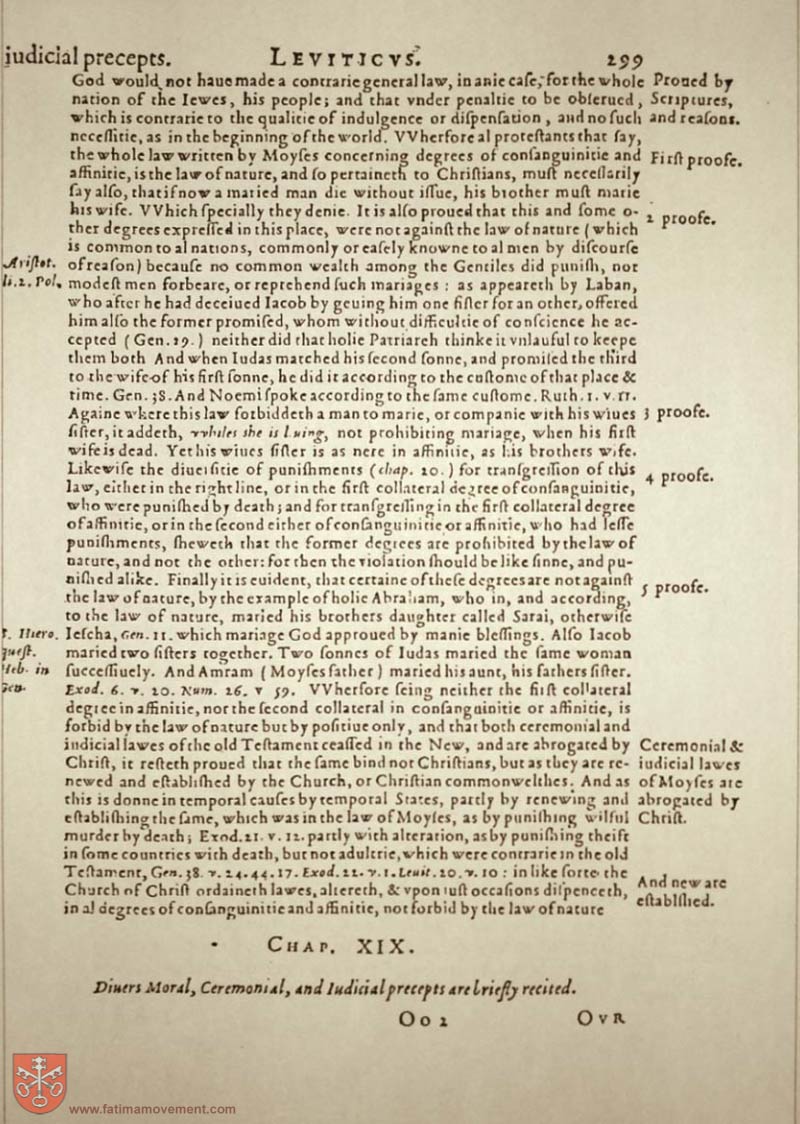 iudicial precepts. LEVITICVS. 299
God would not haue made a contrarie general law, in anie case, for the whole
nation of the Iewes, his people; and that vnder penaltie to be obserued,
which is contrarie to the qualitie of indulgence or dispensation, and no such
necessitie, as in the beginning of the world. VVherfore al protestants that say,
the whole law written by Moyses concerning degrees of consanguinitie and
affinitie, is the law of nature, and so pertaineth to Christians, must necessarily
say also, that if now a maried man die without issue, his brother must marie
his wife. VVhich specially they denie. It is also proued that this and some o-
ther degrees expressed in this place, were not against the law of nature (which
is common to al nations, commonly or easely knowne to al men by discourse
of reason) because no common wealth among the Gentiles did punish, not
modest men forbeare, or reprehend such mariages: as appeareth by Laban,
who after he had deceiued Iacob by geuing him one sister for an other, offered
him also the former promised, whom without difficultie of conscience he ac-
cepted (Gen. 29.) neither did that holie Patriarch thinke it vnlauful to keepe
them both And when Iudas matched his second sonne, and promised the third
to the wife of his first sonne, he did it according to the custome of that place &
time. Gen. 38. And Noemi spoke according to the same custome. Ruth. 1. v. 11.
Againe where this law forbiddeth a man to marie, or companie with his wiues
sister, it addeth, vvhiles she is liuing, not prohibiting mariage, when his first
wife is dead. Yet his wiues sister is as nere in affinitie, as his brothers wife.
Likewise the diuersitie of punishments (chap. 20.) for transgression of this
law, either in the right line, or in the first collateral degree of consanguinitie,
who were punished by death; and for transgressing in the first collateral degree
of affinitie, or in the second either of consanguinitie or affinitie, who had lesse
punishments, sheweth that the former degrees are prohibited by the law of
nature, and not the other: for then the violation should be like sinne, and pu-
nished alike. Finally it is euident, that certaine of these degrees are not against
the law of nature, by the example of holie Abraham, who in, and according,
to the law of nature, maried his brothers daughter called Sarai, otherwise
Iescha, Gen. 11. which mariage God approued by manie blessings. Also Iacob
maried two sisters together. Two sonnes of Iudas maried the same woman
successiuely. And Amram (Moyses father) maried his aunt, his fathers sister.
Exod. 6. v. 20. Num. 26. v 59. VVherfore seing neither the first collateral
degree in affinitie, nor the second collateral in consanguinitie or affinitie, is
forbid by the law of nature but by positiue only, and that both ceremonial and
iudicial lawes of the old Testament ceassed in the New, and are abrogated by
Christ, it resteth proued that the same bind not Christians, but as they are re-
newed and established by the Church, or Christian commonwelthes. And as
this is donne in temporal causes by temporal States, partly by renewing and
establishing the same, which was in the law of Moyses, as by punishing wilful
murder by death; Exod. 21. v. 12. partly with alteration, as by punishing theift
in some countries with death, but not adultrie, which were contrarie in the old
Testament, Gen. 38. v. 24. 44. 17. Exod. 22. v. 1. Leuit. 20. v. 10: in like sorte the
Church of Christ ordaineth lawes, altereth, & vpon iust occasions dispenceth,
in al degrees of consanguinitie and affinitie, not forbid by the law of nature
Proued by
Scriptures,
and reasons.
First proofe.
2 proofe.
3 proofe.
4 proofe.
5 proofe.
Ceremonial &
iudicial lawes
of Moyses are
abrogated by
Christ.
And new are
established.
Aristot.
li. 2. Pol.
S. Hiero.
quest.
Heb. in
Gen.
CHAP. XIX.
Diuers Moral, Ceremonial, and Iudicial precepts are briefly recited.
Oo 2 OVR
www.fatimamovement.com